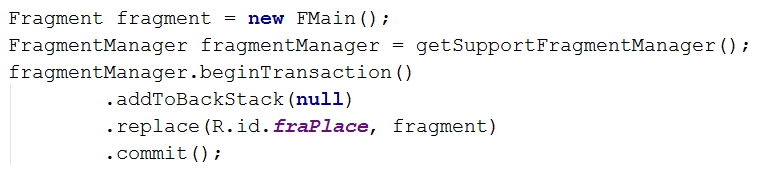 Fragment fragment = new FMain();
FragmentManager fragmentManager = getSupportFragmentManager();
fragmentManager.beginTransaction()
        .addToBackStack(null)
        .replace(R.id.fraPlace, fragment)
        .commit();